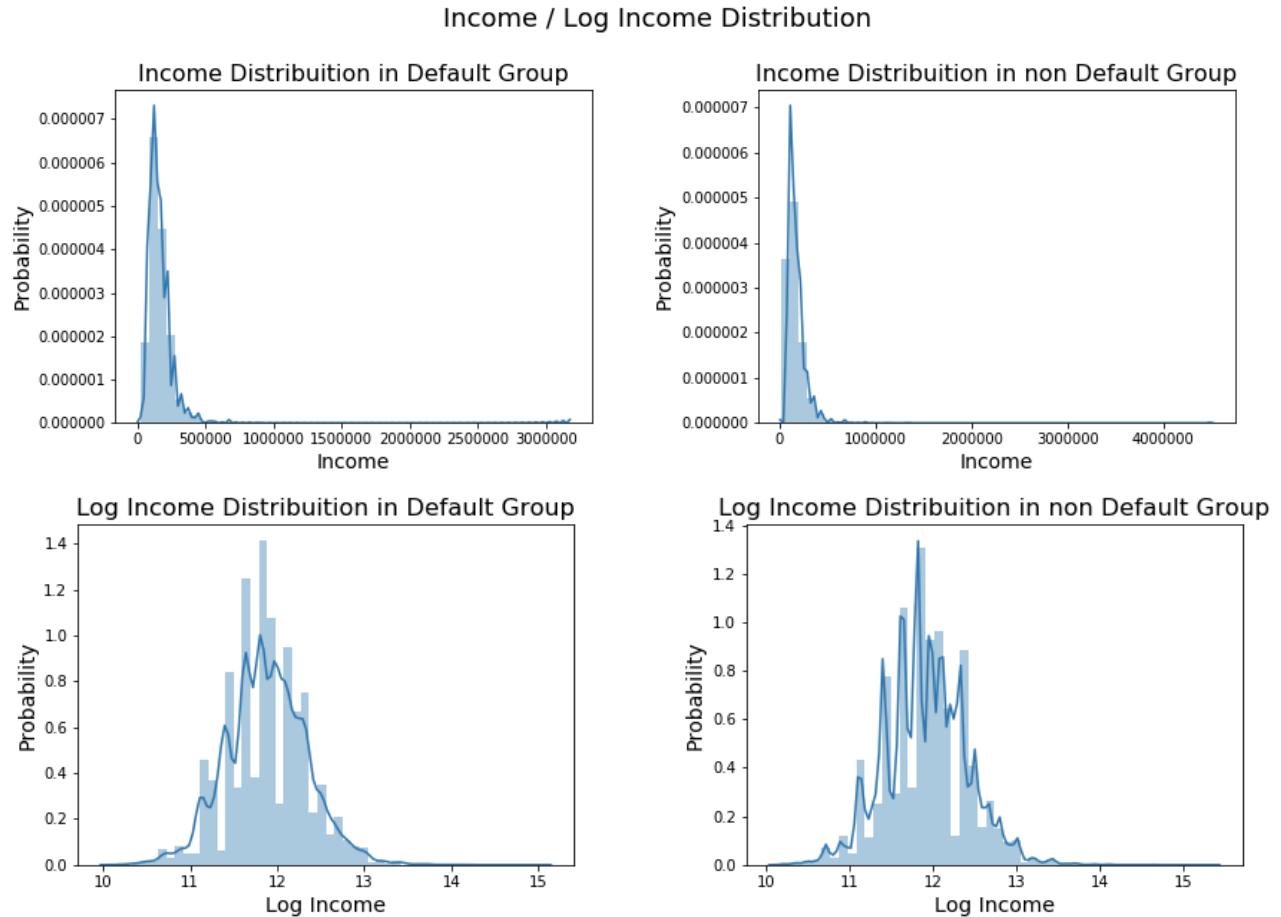 Income / Log Income Distribution
Income Distribuition in Default Group
Probability
0.000007
0.000006
0.000005
0.000004
0.000003
0.000002
0.000001
0.000000
0 500000 1000000 1500000 2000000 2500000 3000000
Income
Income Distribuition in non Default Group
Probability
0.000007
0.000006
0.000005
0.000004
0.000003
0.000002
0.000001
0.000000
0 1000000 2000000 3000000 4000000
Income
Log Income Distribuition in Default Group
Probability
1.4
1.2
1.0
0.8
0.6
0.4
0.2
0.0
10 11 12 13 14 15
Log Income
Log Income Distribuition in non Default Group
Probability
1.4
1.2
1.0
0.8
0.6
0.4
0.2
0.0
10 11 12 13 14 15
Log Income